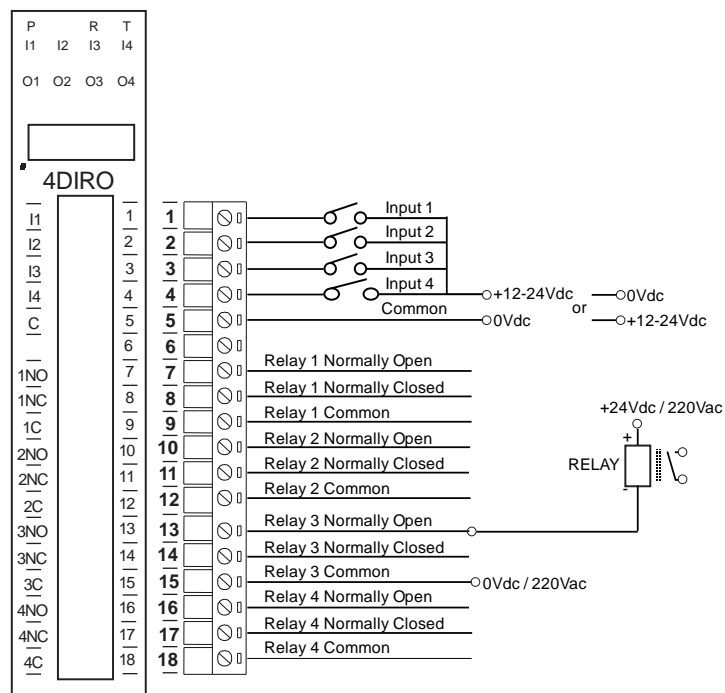 P R T
I1 I2 I3 I4
O1 O2 O3 O4
4DIRO
I1 1
I2 2
I3 3
I4 4
C 5
6
1NO 7
1NC 8
1C 9
2NO 10
2NC 11
2C 12
3NO 13
3NC 14
3C 15
4NO 16
4NC 17
4C 18
1 Input 1
2 Input 2
3 Input 3
4 Input 4 +12-24Vdc or 0Vdc
5 Common 0Vdc +12-24Vdc
6
7 Relay 1 Normally Open
8 Relay 1 Normally Closed
9 Relay 1 Common
10 Relay 2 Normally Open
11 Relay 2 Normally Closed
12 Relay 2 Common
13 Relay 3 Normally Open
14 Relay 3 Normally Closed
15 Relay 3 Common 0Vdc / 220Vac
16 Relay 4 Normally Open
17 Relay 4 Normally Closed
18 Relay 4 Common
+24Vdc / 220Vac
+
RELAY
-